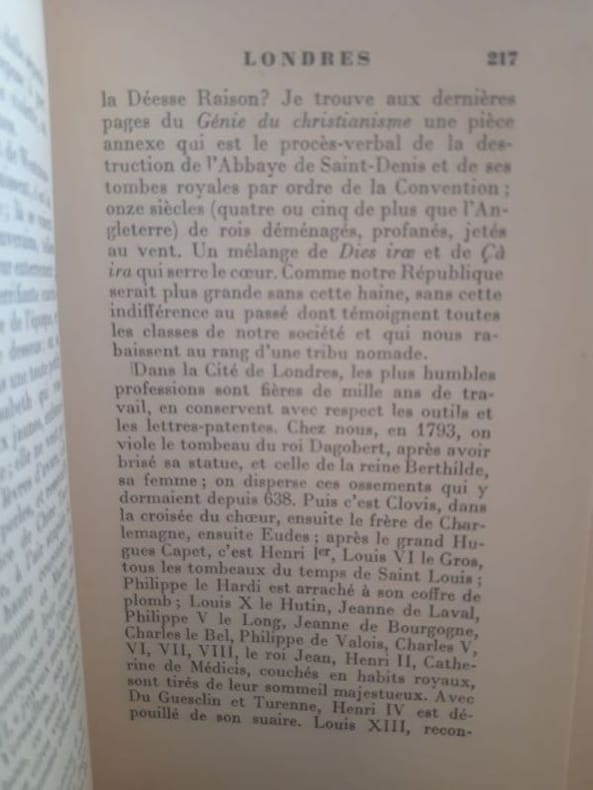 LONDRES 217
la Déesse Raison? Je trouve aux dernières
pages du Génie du christianisme une pièce
annexe qui est le procès-verbal de la des-
truction de l'Abbaye de Saint-Denis et de ses
tombes royales par ordre de la Convention;
onze siècles (quatre ou cinq de plus que l'An-
gleterre) de rois déménagés, profanés, jetés
au vent. Un mélange de Dies iræ et de Çà
ira qui serre le cœur. Comme notre République
serait plus grande sans cette haine, sans cette
indifférence au passé dont témoignent toutes
les classes de notre société et qui nous ra-
baissent au rang d'une tribu nomade.
Dans la Cité de Londres, les plus humbles
professions sont fières de mille ans de tra-
vail, en conservent avec respect les outils et
les lettres-patentes. Chez nous, en 1793, on
viole le tombeau du roi Dagobert, après avoir
brisé sa statue, et celle de la reine Berthilde,
sa femme; on disperse ces ossements qui y
dormaient depuis 638. Puis c'est Clovis, dans
la croisée du chœur, ensuite le frère de Char-
lemagne, ensuite Eudes; après le grand Hu-
gues Capet, c'est Henri Ier, Louis VI le Gros,
tous les tombeaux du temps de Saint Louis;
Philippe le Hardi est arraché à son coffre de
plomb; Louis X le Hutin, Jeanne de Laval,
Philippe V le Long, Jeanne de Bourgogne,
Charles le Bel, Philippe de Valois, Charles V,
VI, VII, VIII, le roi Jean, Henri II, Cathe-
rine de Médicis, couchés en habits royaux,
sont tirés de leur sommeil majestueux. Avec
Du Guesclin et Turenne, Henri IV est dé-
pouillé de son suaire. Louis XIII, recon-